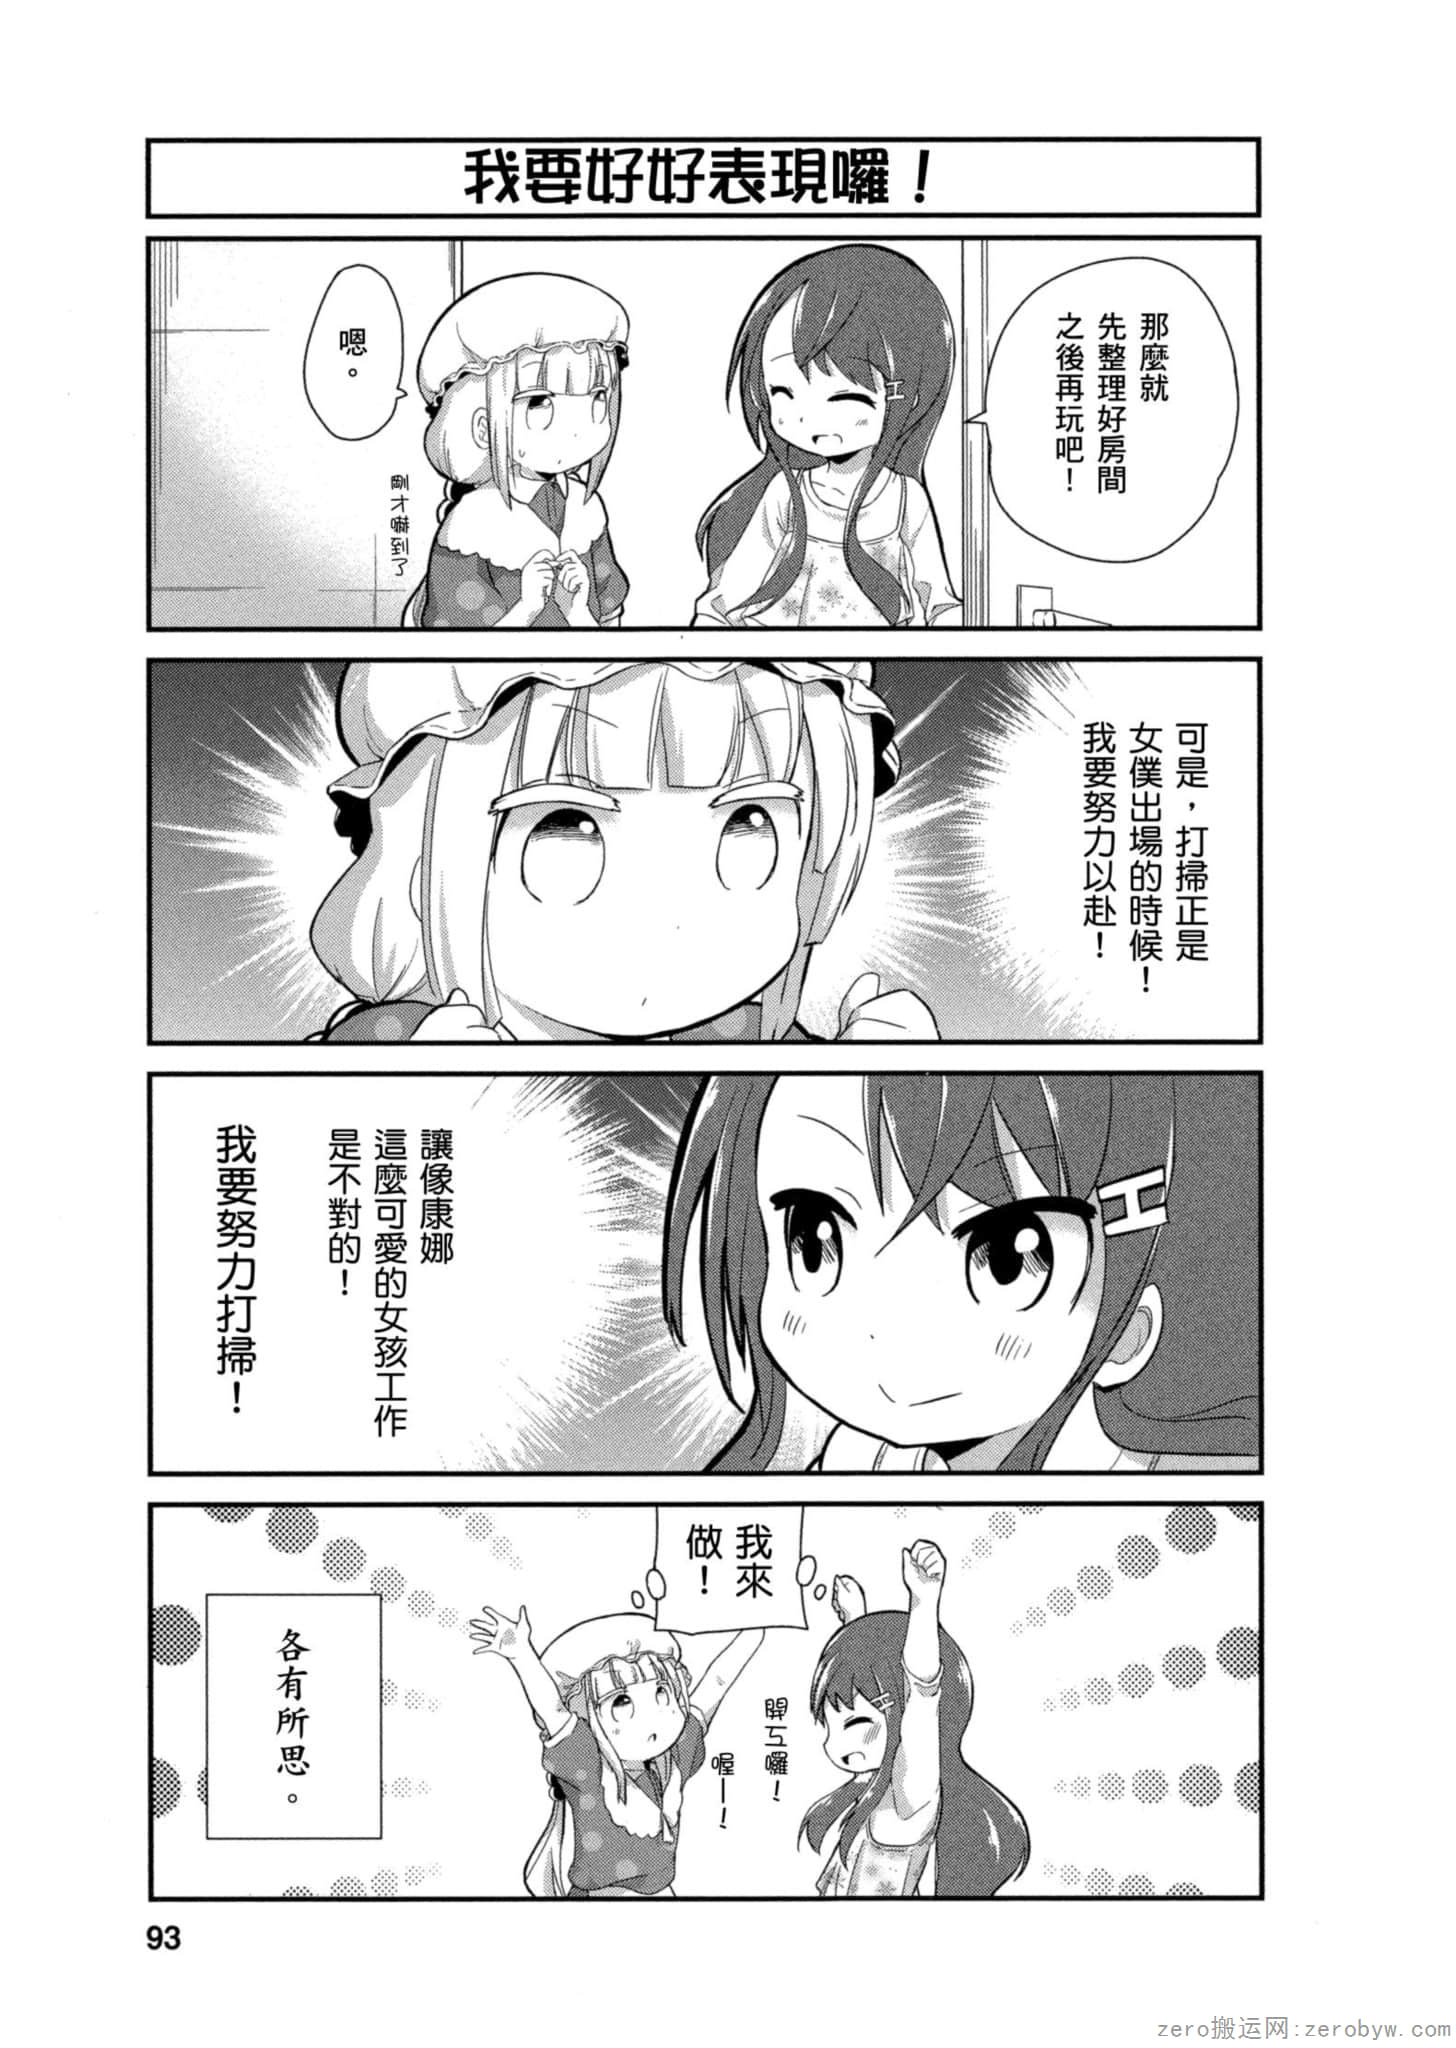 我要好好表現囉！
那麼就
先整理好房間
之後再玩吧！
嗯。
剛才嚇到了
可是，打掃正是
女僕出場的時候！
我要努力以赴！
讓像康娜
這麼可愛的女孩工作
是不對的！
我要努力打掃！
我來
做！
開工囉！
喔—！
各有所思。
93
zero搬运网:zerobyw.com